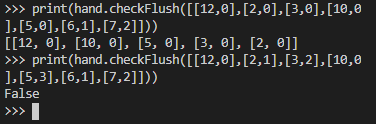 >>> print(hand.checkFlush([[12,0],[2,0],[3,0],[10,0
],[5,0],[6,1],[7,2]]))
[[12, 0], [10, 0], [5, 0], [3, 0], [2, 0]]
>>> print(hand.checkFlush([[12,0],[2,1],[3,2],[10,0
],[5,3],[6,1],[7,2]]))
False
>>>